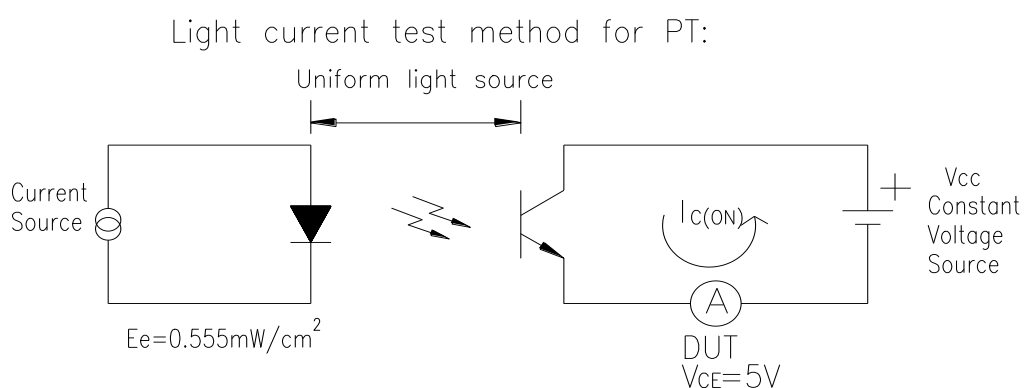 Light current test method for PT:
Uniform light source
Current
Source
IC(ON)
+
Vcc
Constant
Voltage
Source
A
Ee=0.555mW/cm²
DUT
VCE=5V